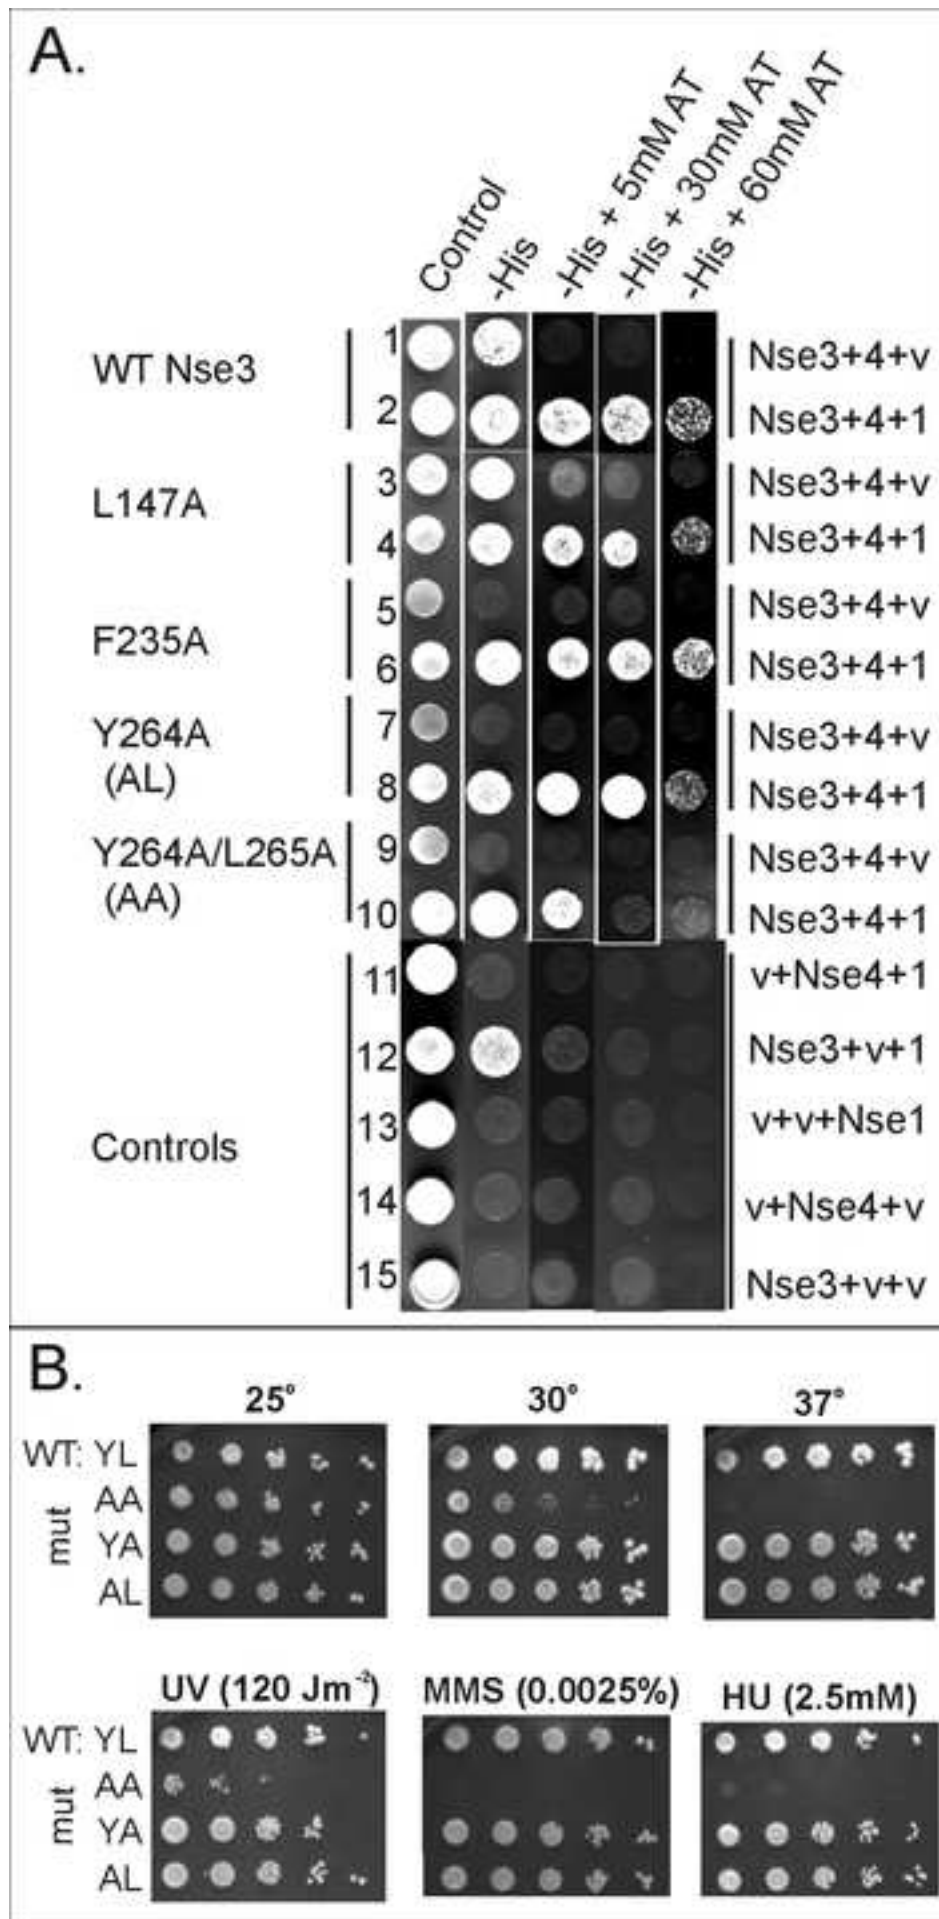 A.
Control
-His
-His + 5mM AT
-His + 30mM AT
-His + 60mM AT
WT Nse3
1 Nse3+4+v
2 Nse3+4+1
L147A
3 Nse3+4+v
4 Nse3+4+1
F235A
5 Nse3+4+v
6 Nse3+4+1
Y264A
(AL)
7 Nse3+4+v
8 Nse3+4+1
Y264A/L265A
(AA)
9 Nse3+4+v
10 Nse3+4+1
Controls
11 v+Nse4+1
12 Nse3+v+1
13 v+v+Nse1
14 v+Nse4+v
15 Nse3+v+v
B.
25° 30° 37°
WT: YL
mut
AA
YA
AL
UV (120 Jm⁻²) MMS (0.0025%) HU (2.5mM)
WT: YL
mut
AA
YA
AL